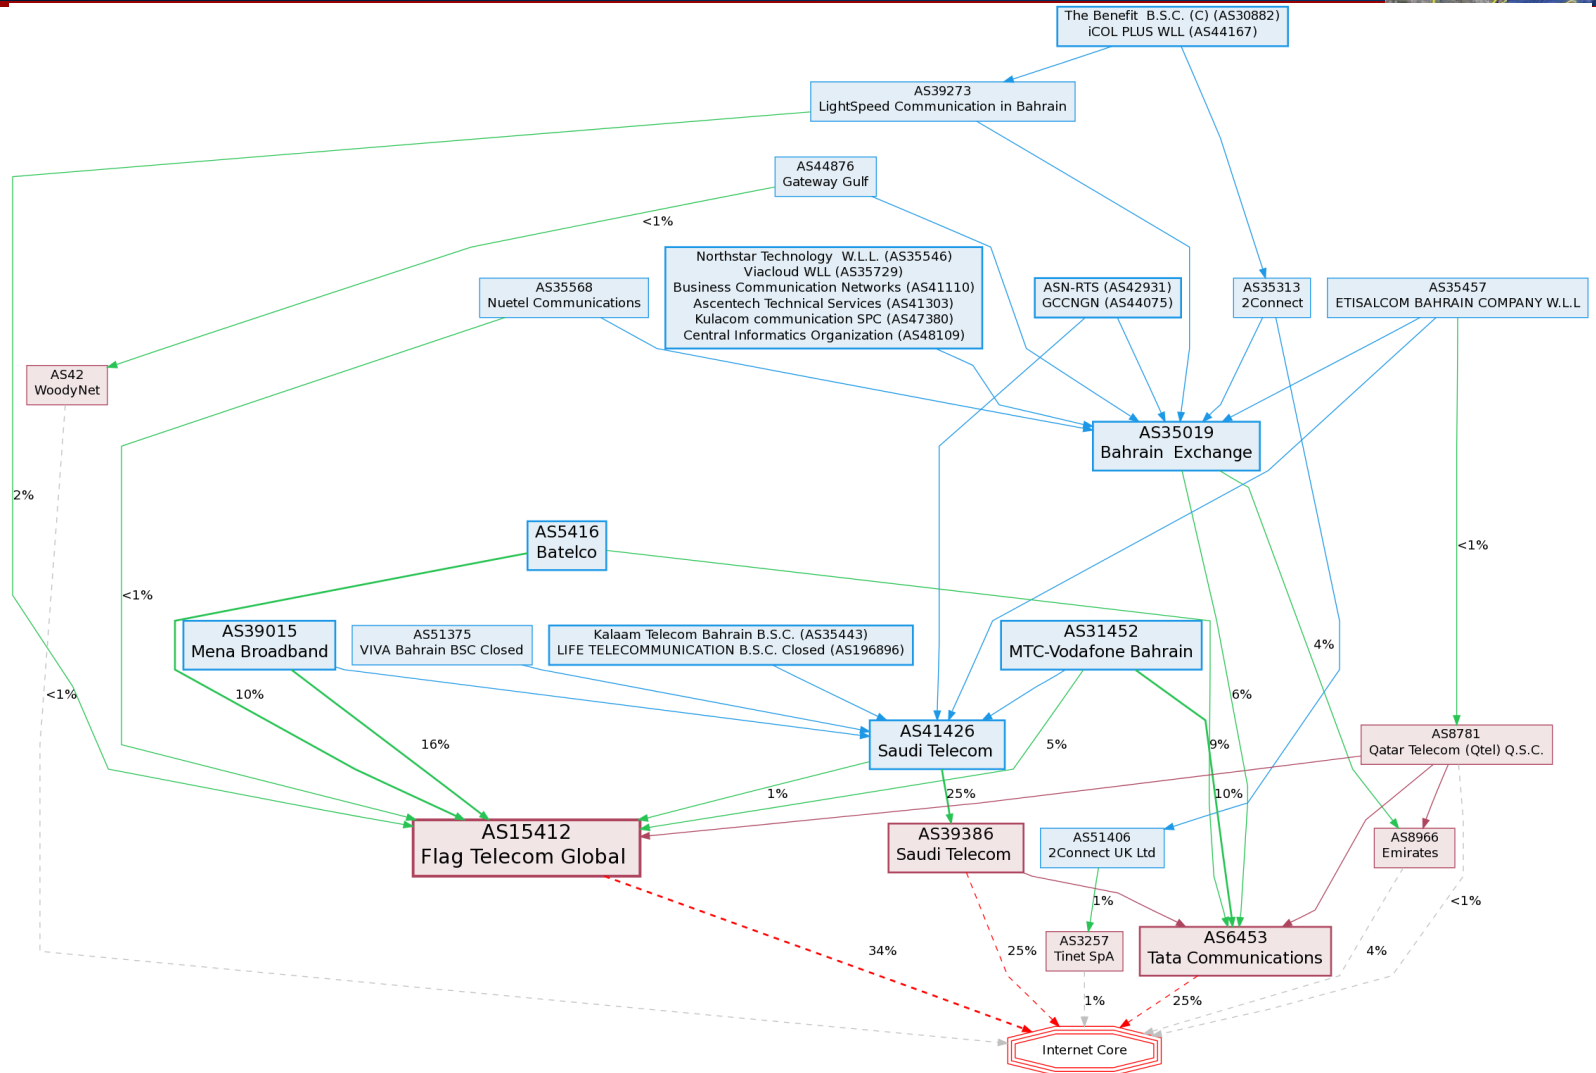 The Benefit  B.S.C. (C) (AS30882)
iCOL PLUS WLL (AS44167)
AS39273
LightSpeed Communication in Bahrain
AS44876
Gateway Gulf
<1%
Northstar Technology  W.L.L. (AS35546)
Viacloud WLL (AS35729)
Business Communication Networks (AS41110)
Ascentech Technical Services (AS41303)
Kulacom communication SPC (AS47380)
Central Informatics Organization (AS48109)
AS35568
Nuetel Communications
ASN-RTS (AS42931)
GCCNGN (AS44075)
AS35313
2Connect
AS35457
ETISALCOM BAHRAIN COMPANY W.L.L
AS42
WoodyNet
AS35019
Bahrain  Exchange
2%
AS5416
Batelco
<1%
<1%
AS39015
Mena Broadband
AS51375
VIVA Bahrain BSC Closed
Kalaam Telecom Bahrain B.S.C. (AS35443)
LIFE TELECOMMUNICATION B.S.C. Closed (AS196896)
AS31452
MTC-Vodafone Bahrain
4%
<1%
10%
6%
16%
AS41426
Saudi Telecom
5%
9%
AS8781
Qatar Telecom (Qtel) Q.S.C.
1%
25%
10%
AS15412
Flag Telecom Global
AS39386
Saudi Telecom
AS51406
2Connect UK Ltd
AS8966
Emirates
1%
<1%
AS3257
Tinet SpA
AS6453
Tata Communications
34%
25%
4%
1%
25%
Internet Core